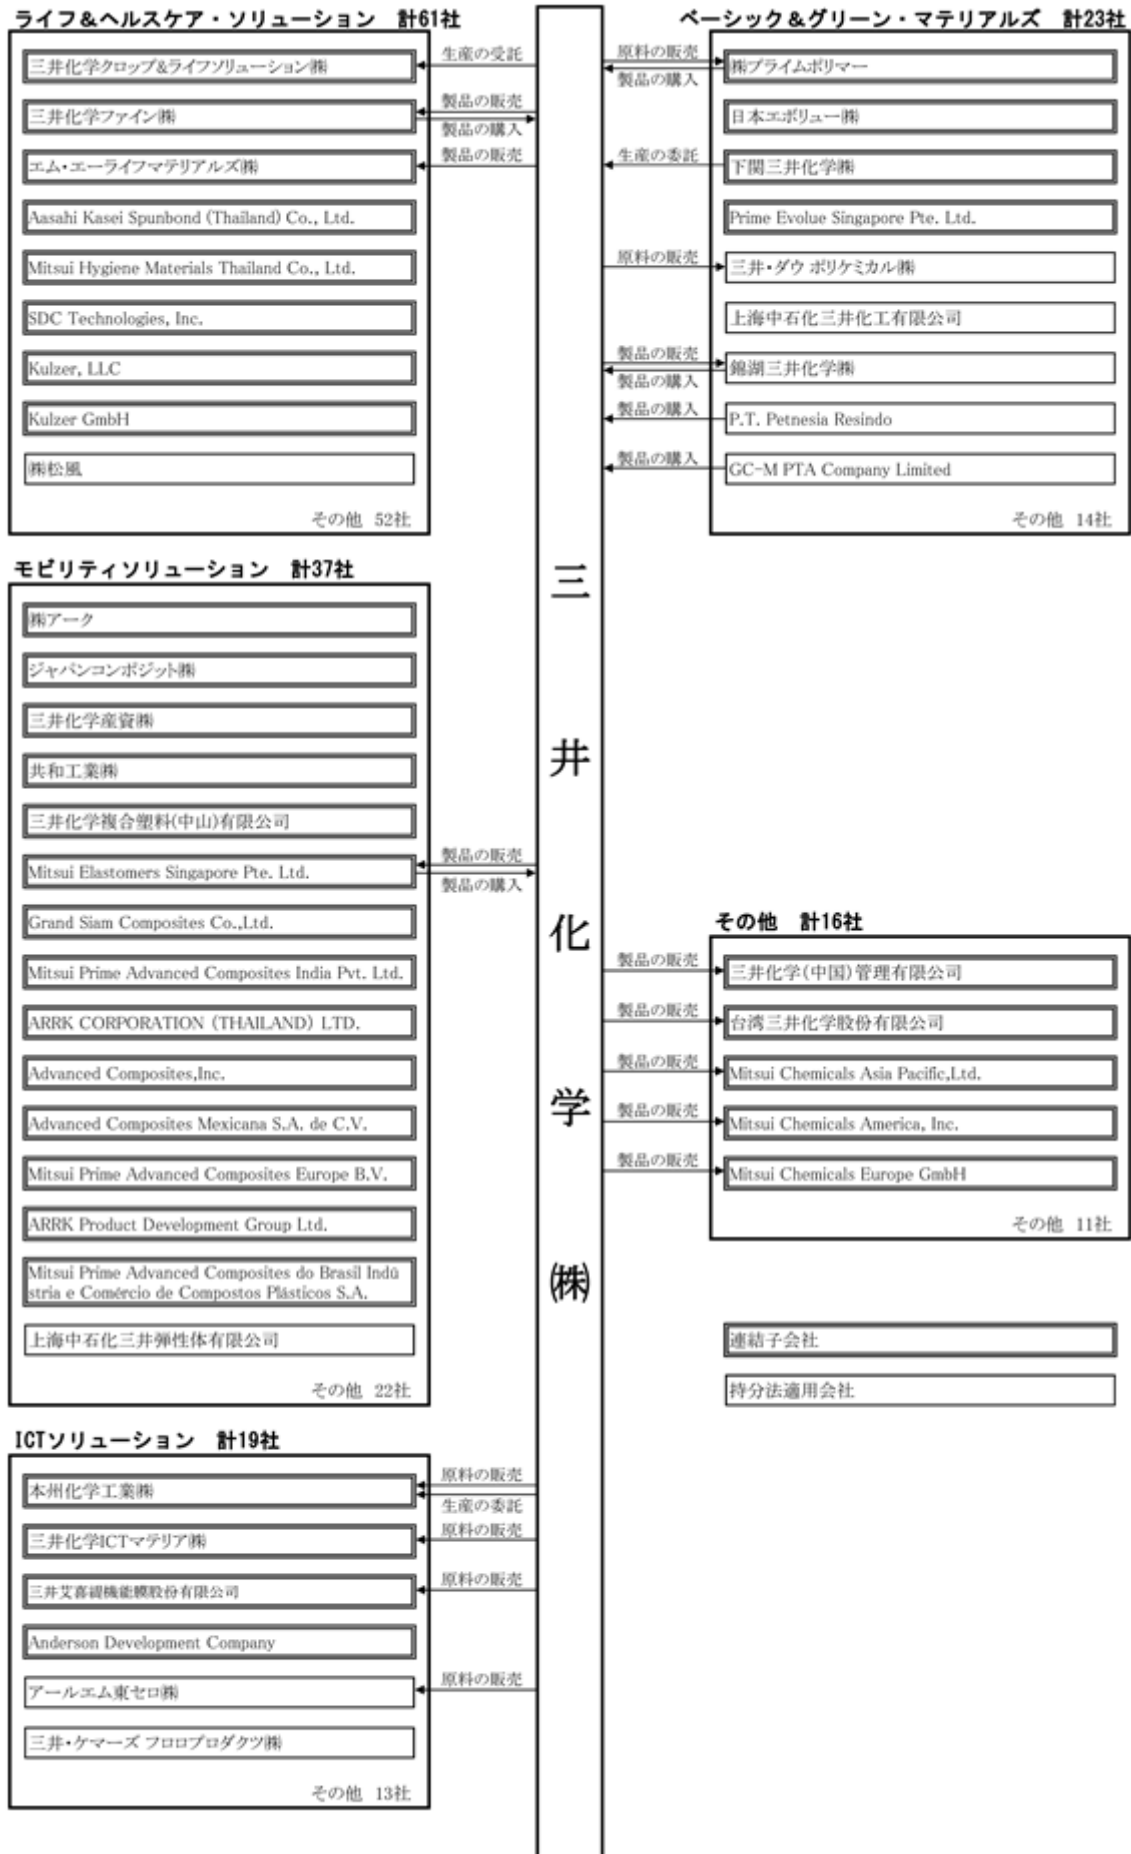 ライフ&ヘルスケア・ソリューション 計61社
三井化学クロップ&ライフソリューション㈱
生産の受託
三井化学ファイン㈱
製品の販売
製品の購入
エム・エーライフマテリアルズ㈱
製品の販売
Aasahi Kasei Spunbond (Thailand) Co., Ltd.
Mitsui Hygiene Materials Thailand Co., Ltd.
SDC Technologies, Inc.
Kulzer, LLC
Kulzer GmbH
㈱松風
その他 52社
モビリティソリューション 計37社
㈱アーク
ジャパンコンポジット㈱
三井化学産資㈱
共和工業㈱
三井化学複合塑料(中山)有限公司
Mitsui Elastomers Singapore Pte. Ltd.
製品の販売
製品の購入
Grand Siam Composites Co.,Ltd.
Mitsui Prime Advanced Composites India Pvt. Ltd.
ARRK CORPORATION (THAILAND) LTD.
Advanced Composites,Inc.
Advanced Composites Mexicana S.A. de C.V.
Mitsui Prime Advanced Composites Europe B.V.
ARRK Product Development Group Ltd.
Mitsui Prime Advanced Composites do Brasil Indú
stria e Comércio de Compostos Plásticos S.A.
上海中石化三井弾性体有限公司
その他 22社
ICTソリューション 計19社
本州化学工業㈱
原料の販売
生産の委託
三井化学ICTマテリア㈱
原料の販売
三井艾喜緹機能膜股份有限公司
原料の販売
Anderson Development Company
アールエム東セロ㈱
原料の販売
三井・ケマーズ フロロプロダクツ㈱
その他 13社
三井化学㈱
ベーシック&グリーン・マテリアルズ 計23社
原料の販売
製品の購入
㈱プライムポリマー
日本エボリュー㈱
生産の委託
下関三井化学㈱
Prime Evolue Singapore Pte. Ltd.
原料の販売
三井・ダウ ポリケミカル㈱
上海中石化三井化工有限公司
製品の販売
製品の購入
錦湖三井化学㈱
製品の購入
P.T. Petnesia Resindo
製品の購入
GC-M PTA Company Limited
その他 14社
その他 計16社
製品の販売
三井化学(中国)管理有限公司
製品の販売
台湾三井化学股份有限公司
製品の販売
Mitsui Chemicals Asia Pacific,Ltd.
製品の販売
Mitsui Chemicals America, Inc.
製品の販売
Mitsui Chemicals Europe GmbH
その他 11社
連結子会社
持分法適用会社